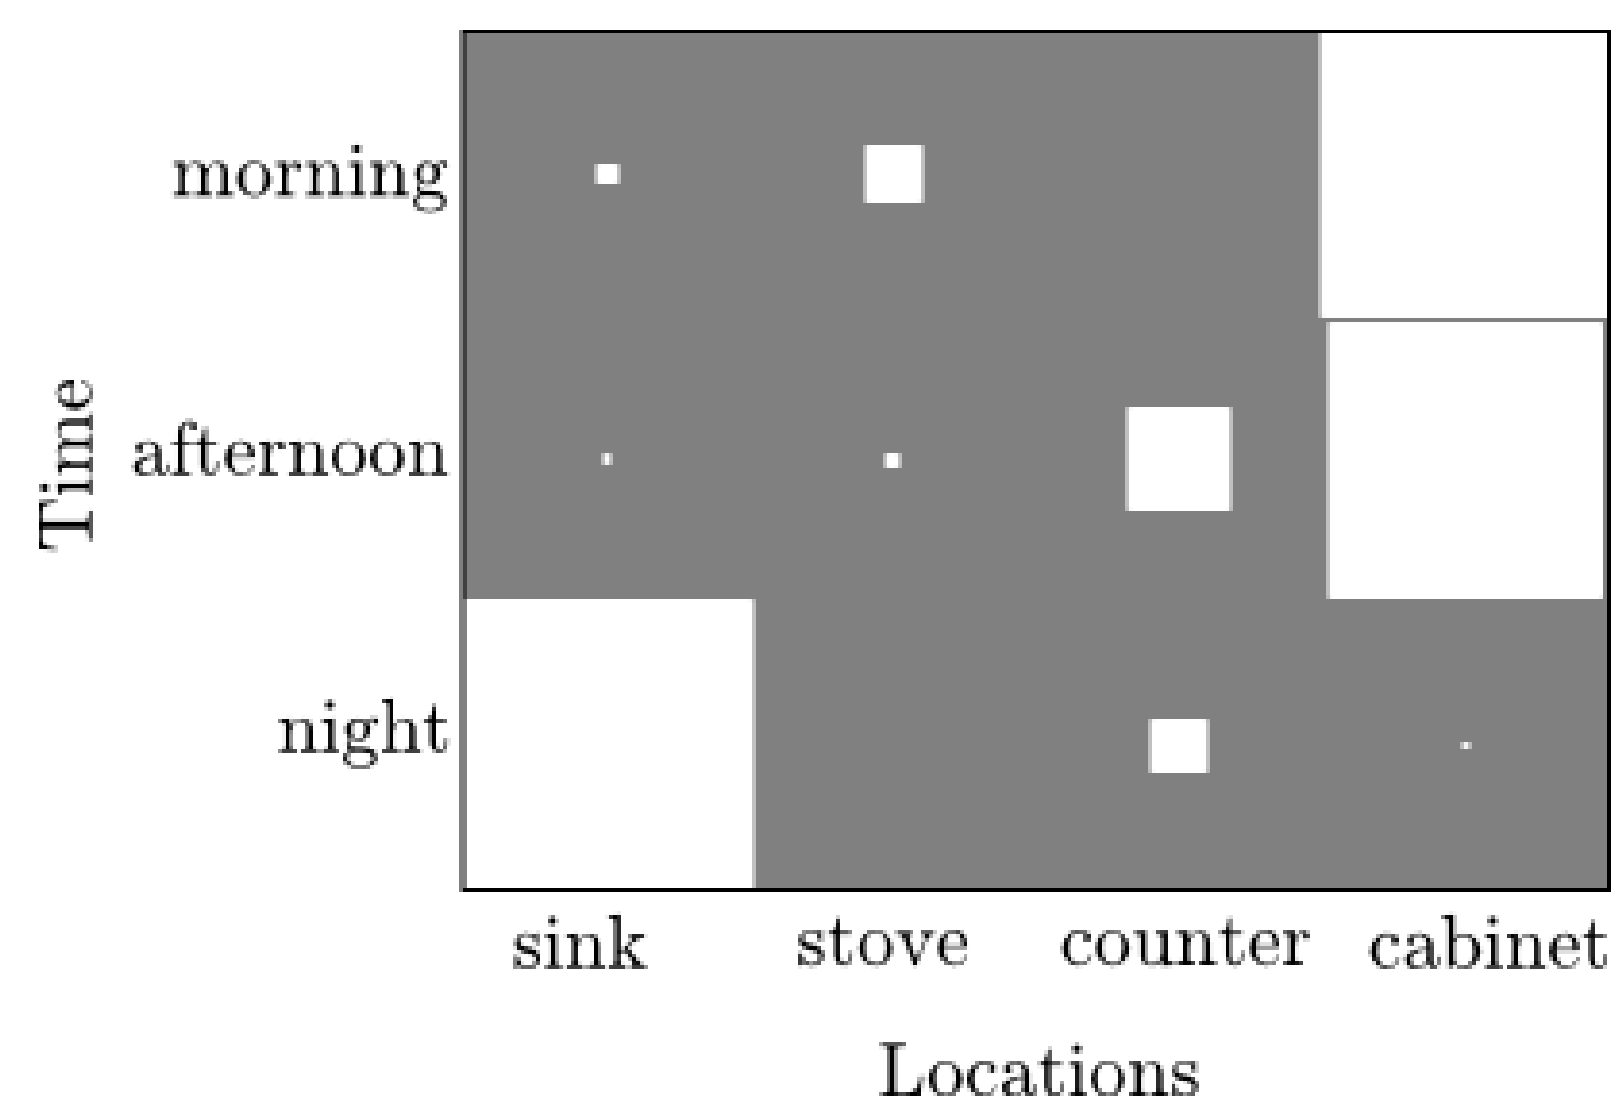 morning
afternoon
night
Time
sink stove counter cabinet
Locations